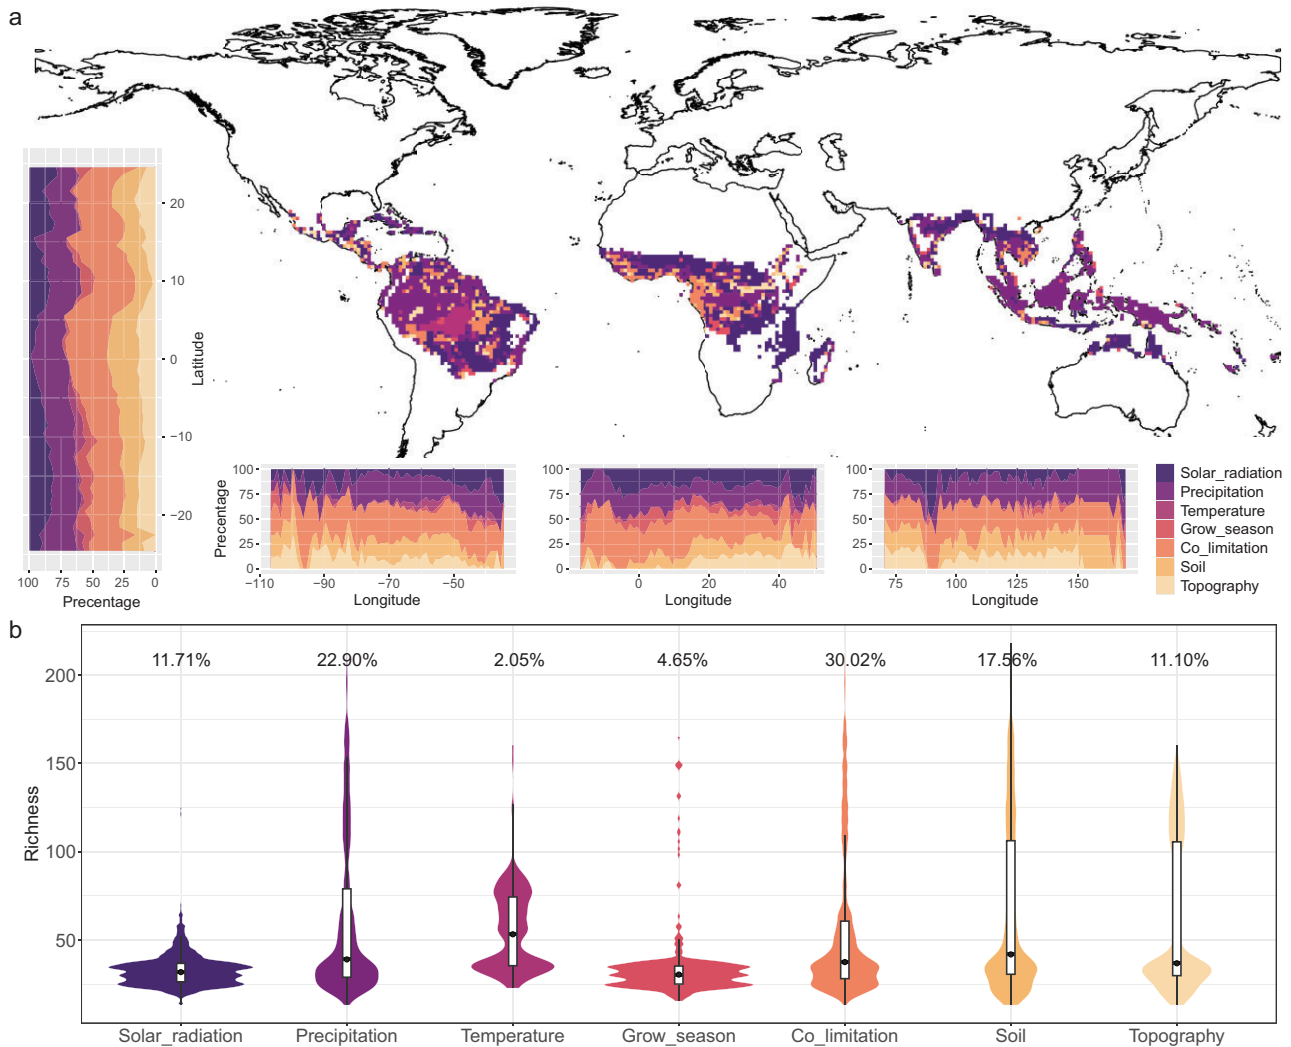 a
20
10
0
−10
−20
Latitude
100 75 50 25 0
Precentage
100
75
50
25
0
Precentage
−110 −90 −70 −50
Longitude
100
75
50
25
0
0 20 40
Longitude
100
75
50
25
0
75 100 125 150
Longitude
Solar_radiation
Precipitation
Temperature
Grow_season
Co_limitation
Soil
Topography
b
11.71% 22.90% 2.05% 4.65% 30.02% 17.56% 11.10%
200
150
100
50
Richness
Solar_radiation Precipitation Temperature Grow_season Co_limitation Soil Topography